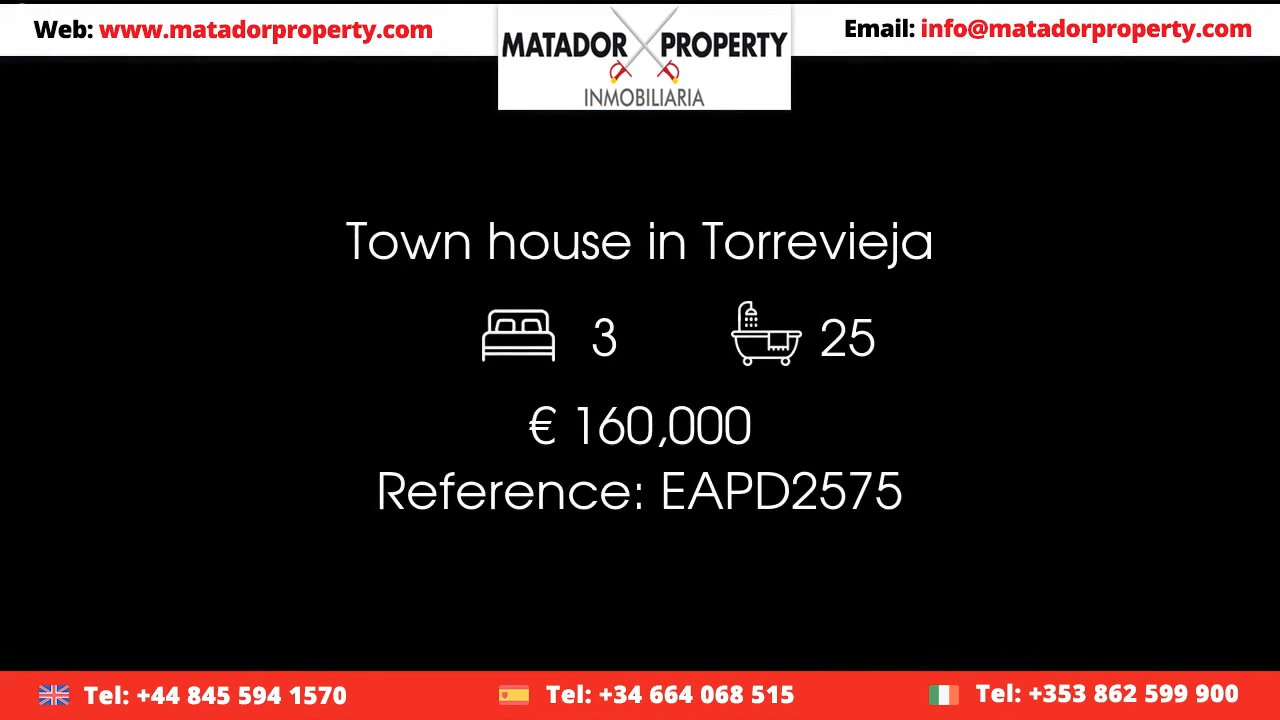 Web: www.matadorproperty.com
MATADOR PROPERTY
INMOBILIARIA
Email: info@matadorproperty.com
Town house in Torrevieja
3 25
€ 160,000
Reference: EAPD2575
Tel: +44 845 594 1570
Tel: +34 664 068 515
Tel: +353 862 599 900